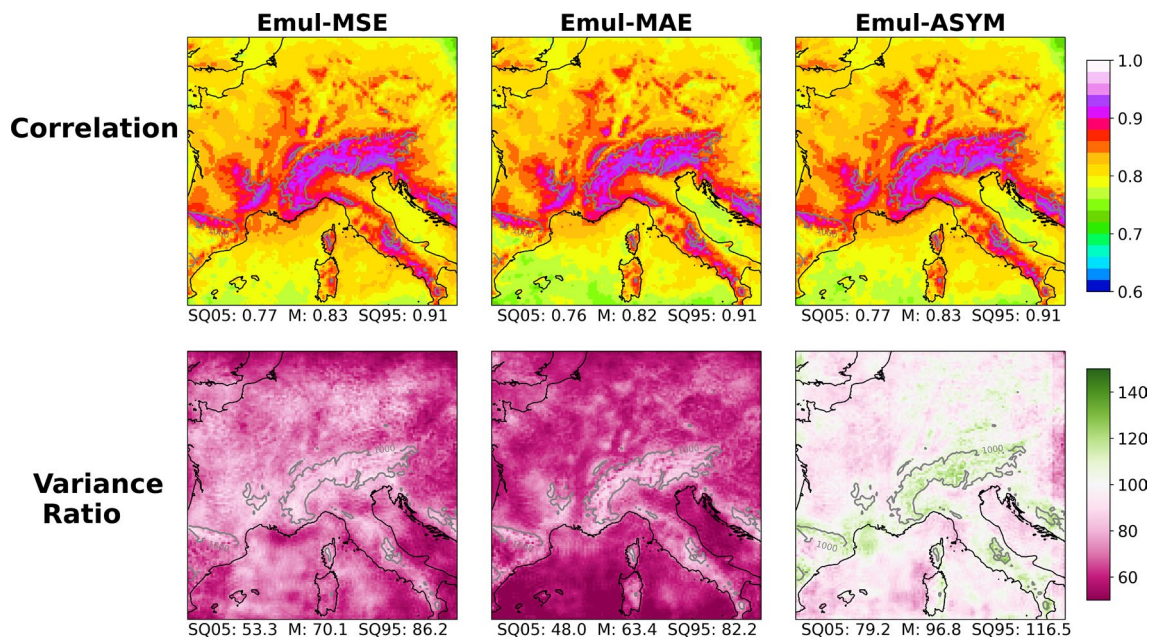 Emul-MSE Emul-MAE Emul-ASYM
Correlation
1.0
0.9
0.8
0.7
0.6
SQ05: 0.77 M: 0.83 SQ95: 0.91
SQ05: 0.76 M: 0.82 SQ95: 0.91
SQ05: 0.77 M: 0.83 SQ95: 0.91
Variance
Ratio
1000
1000
1000
1000
140
120
100
80
60
SQ05: 53.3 M: 70.1 SQ95: 86.2
SQ05: 48.0 M: 63.4 SQ95: 82.2
SQ05: 79.2 M: 96.8 SQ95: 116.5